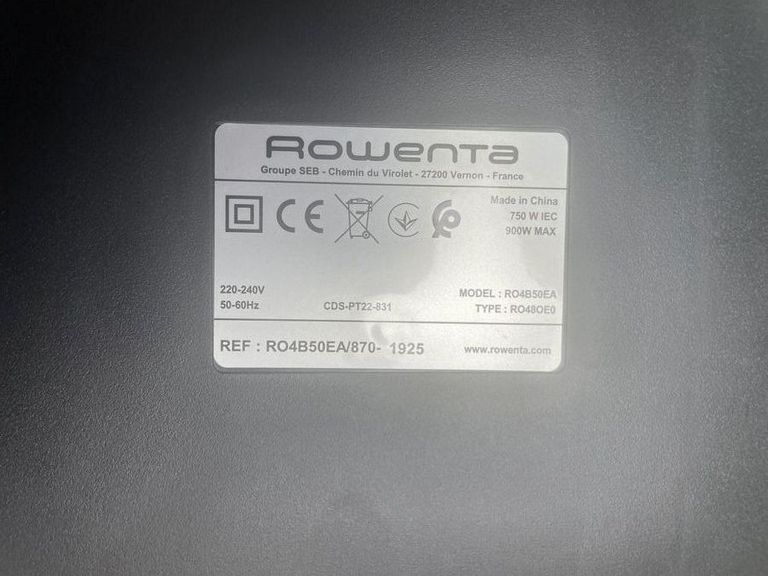 Rowenta
Groupe SEB - Chemin du Virolet - 27200 Vernon - France
CE
Made in China
750 W IEC
900W MAX
220-240V
50-60Hz
CDS-PT22-831
MODEL : RO4B50EA
TYPE : RO48OE0
REF : RO4B50EA/870- 1925
www.rowenta.com